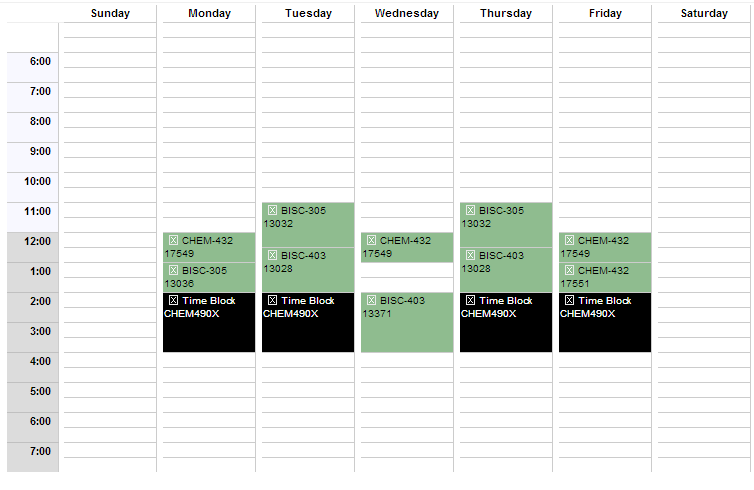 Sunday Monday Tuesday Wednesday Thursday Friday Saturday
6:00
7:00
8:00
9:00
10:00
11:00
BISC-305 BISC-305
13032 13032
12:00
CHEM-432 CHEM-432 CHEM-432
17549 17549 17549
BISC-403 BISC-403
13028 13028
1:00
BISC-305 CHEM-432
13036 17551
2:00
Time Block Time Block BISC-403 Time Block Time Block
CHEM490X CHEM490X 13371 CHEM490X CHEM490X
3:00
4:00
5:00
6:00
7:00